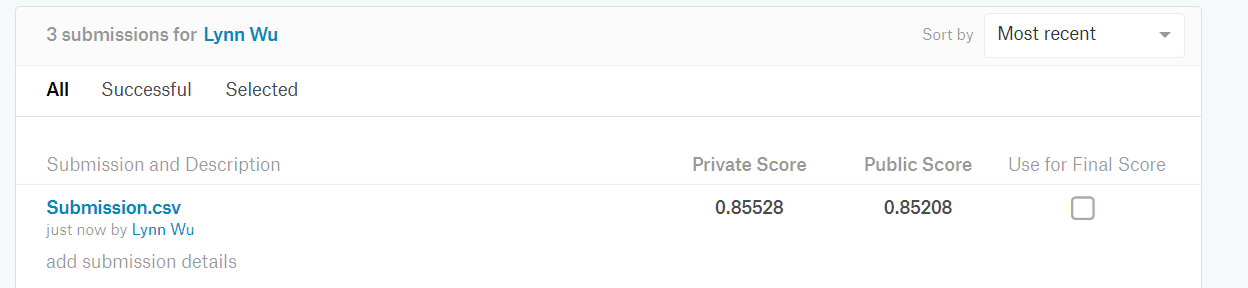 3 submissions for Lynn Wu Sort by Most recent
All Successful Selected
Submission and Description Private Score Public Score Use for Final Score
Submission.csv 0.85528 0.85208
just now by Lynn Wu
add submission details